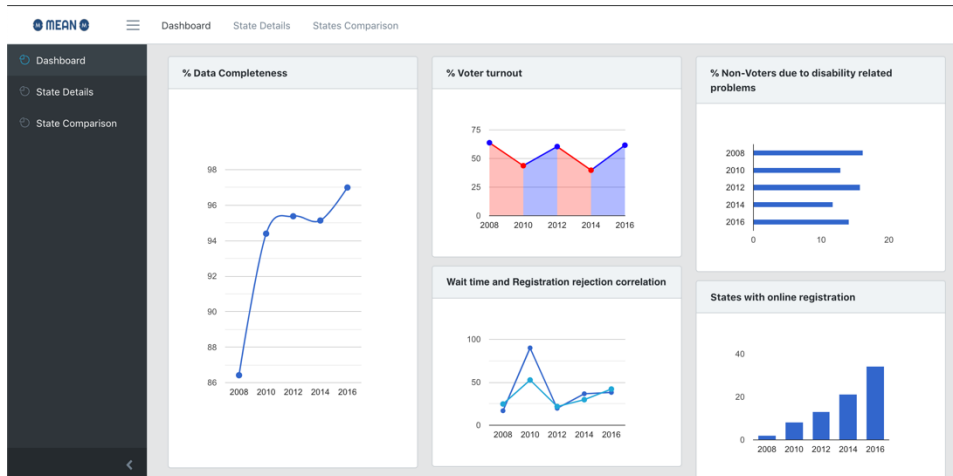 MEAN
Dashboard State Details States Comparison
Dashboard
State Details
State Comparison
% Data Completeness
98
96
94
92
90
88
86
2008 2010 2012 2014 2016
% Voter turnout
75
50
25
0
2008 2010 2012 2014 2016
Wait time and Registration rejection correlation
100
50
0
2008 2010 2012 2014 2016
% Non-Voters due to disability related
problems
2008
2010
2012
2014
2016
0 10 20
States with online registration
40
20
0
2008 2010 2012 2014 2016